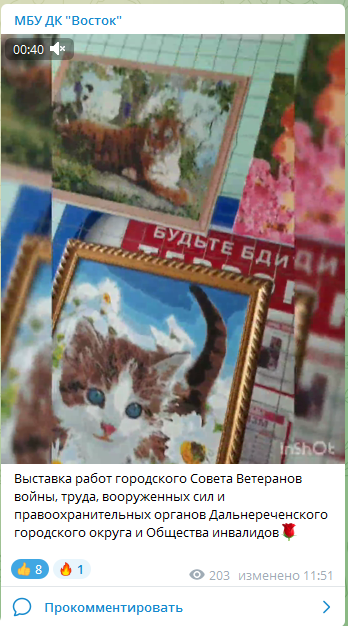 МБУ ДК "Восток"
00:40
БУДЬТЕ БДИ
ТЕРРО
InShOt
Выставка работ городского Совета Ветеранов
войны, труда, вооруженных сил и
правоохранительных органов Дальнереченского
городского округа и Общества инвалидов
8
1
203 изменено 11:51
Прокомментировать